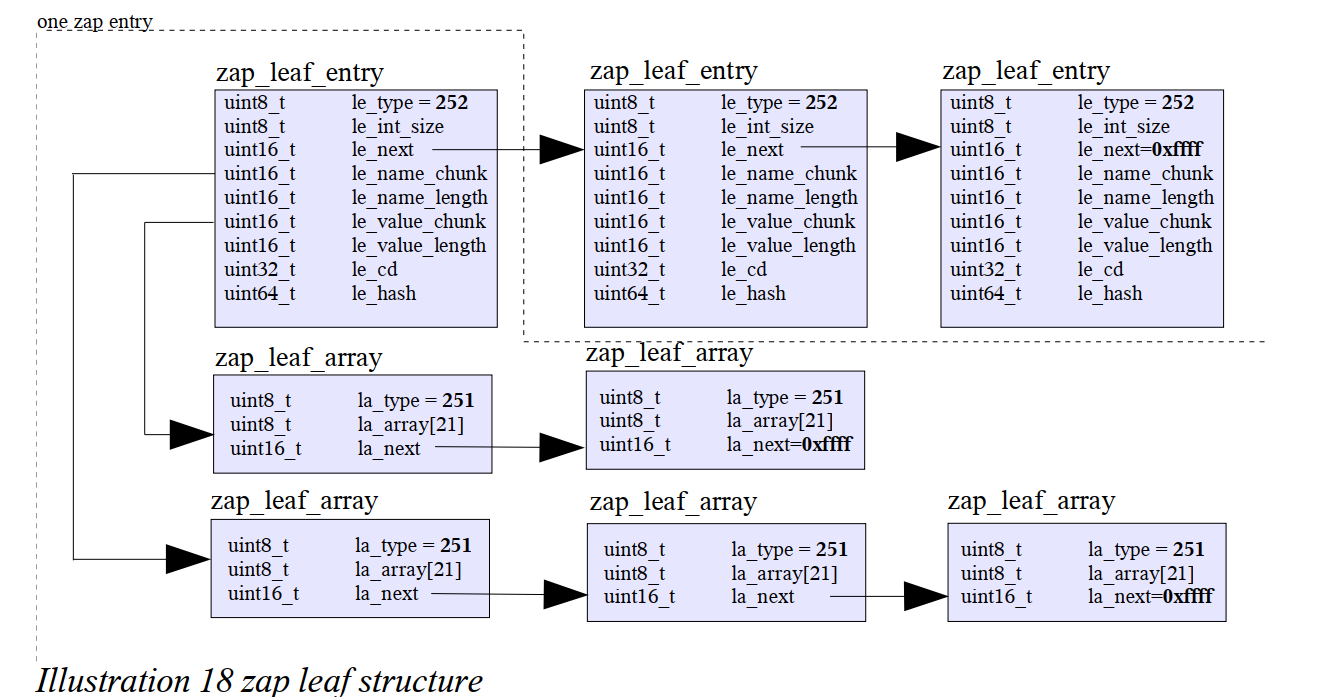 one zap entry
zap_leaf_entry
uint8_t le_type = 252
uint8_t le_int_size
uint16_t le_next
uint16_t le_name_chunk
uint16_t le_name_length
uint16_t le_value_chunk
uint16_t le_value_length
uint32_t le_cd
uint64_t le_hash
zap_leaf_entry
uint8_t le_type = 252
uint8_t le_int_size
uint16_t le_next
uint16_t le_name_chunk
uint16_t le_name_length
uint16_t le_value_chunk
uint16_t le_value_length
uint32_t le_cd
uint64_t le_hash
zap_leaf_entry
uint8_t le_type = 252
uint8_t le_int_size
uint16_t le_next=0xffff
uint16_t le_name_chunk
uint16_t le_name_length
uint16_t le_value_chunk
uint16_t le_value_length
uint32_t le_cd
uint64_t le_hash
zap_leaf_array
uint8_t la_type = 251
uint8_t la_array[21]
uint16_t la_next
zap_leaf_array
uint8_t la_type = 251
uint8_t la_array[21]
uint16_t la_next=0xffff
zap_leaf_array
uint8_t la_type = 251
uint8_t la_array[21]
uint16_t la_next
zap_leaf_array
uint8_t la_type = 251
uint8_t la_array[21]
uint16_t la_next
zap_leaf_array
uint8_t la_type = 251
uint8_t la_array[21]
uint16_t la_next=0xffff
Illustration 18 zap leaf structure